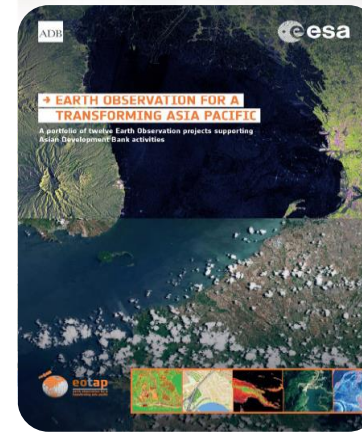 ADB
esa
→ EARTH OBSERVATION FOR A
TRANSFORMING ASIA PACIFIC
A portfolio of twelve Earth Observation projects supporting
Asian Development Bank activities
eotap